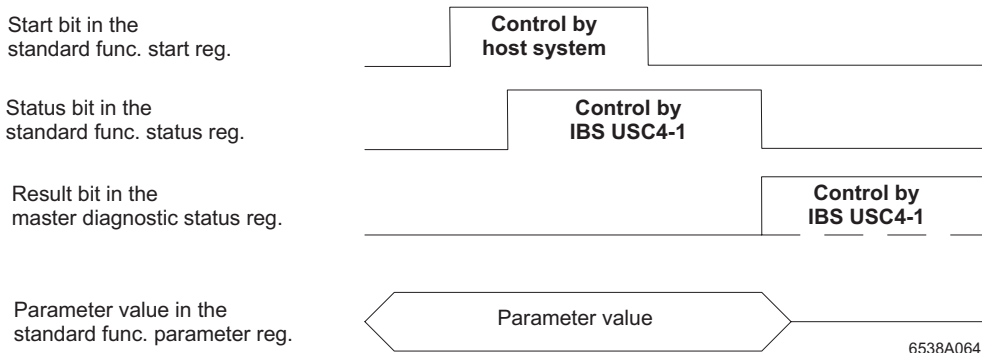 Start bit in the
standard func. start reg.
Control by
host system
Status bit in the
standard func. status reg.
Control by
IBS USC4-1
Result bit in the
master diagnostic status reg.
Control by
IBS USC4-1
Parameter value in the
standard func. parameter reg.
Parameter value
6538A064